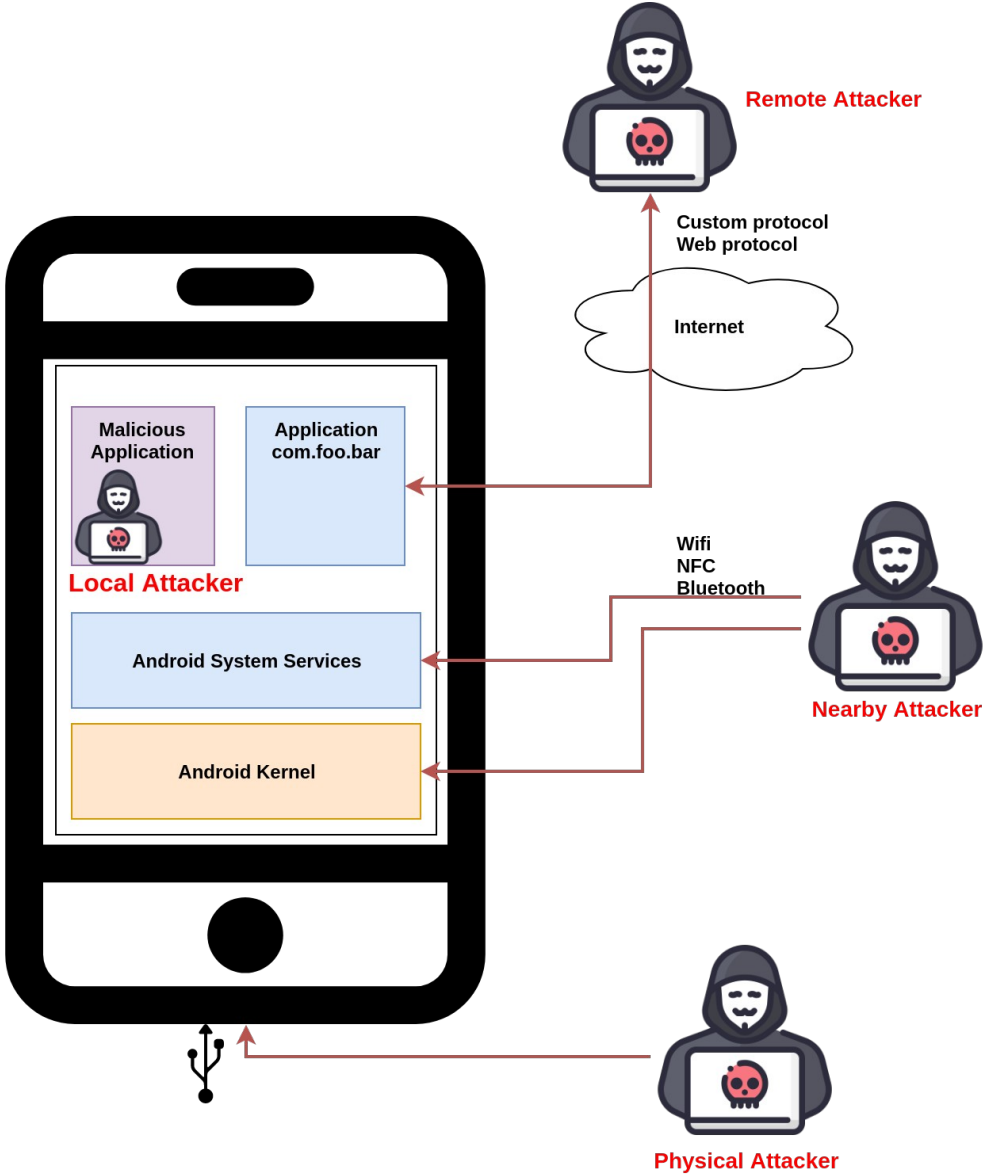 Remote Attacker
Custom protocol
Web protocol
Internet
Malicious
Application
Application
com.foo.bar
Local Attacker
Wifi
NFC
Bluetooth
Android System Services
Nearby Attacker
Android Kernel
Physical Attacker